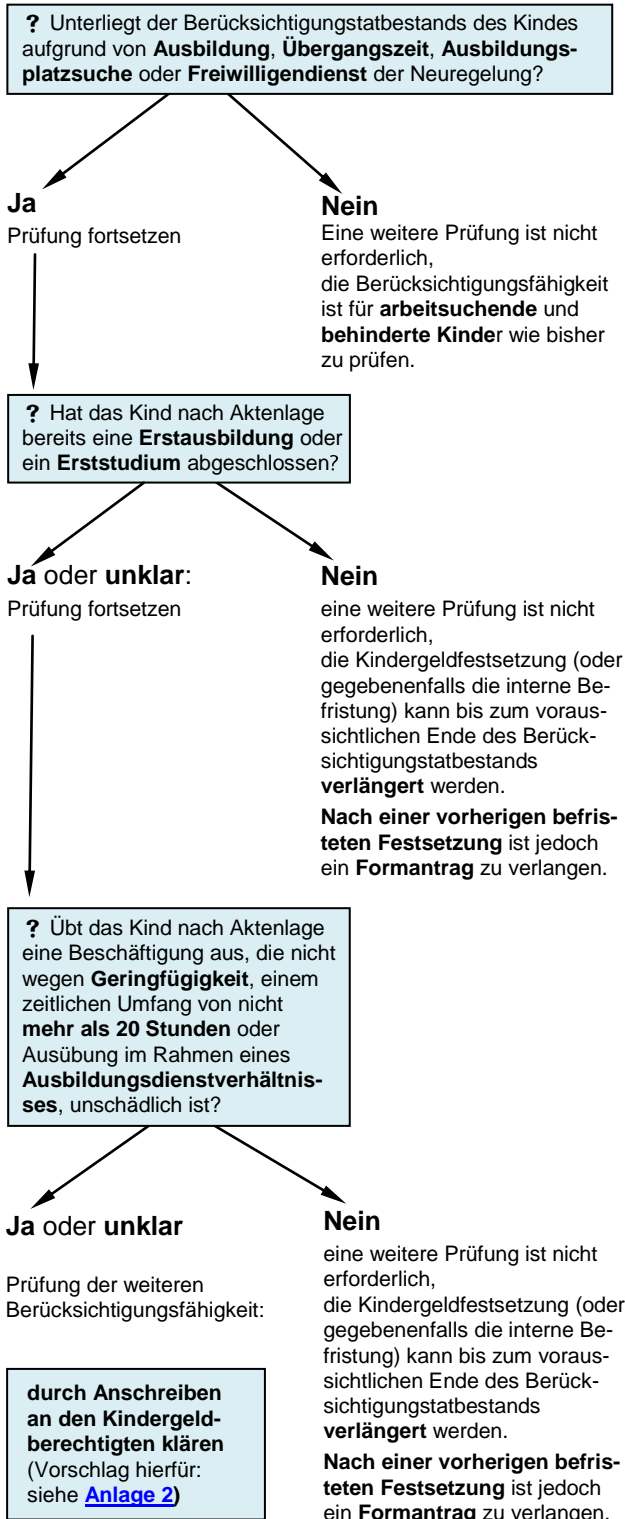 ? Unterliegt der Berücksichtigungstatbestands des Kindes
aufgrund von Ausbildung, Übergangszeit, Ausbildungs-
platzsuche oder Freiwilligendienst der Neuregelung?
Ja
Prüfung fortsetzen
Nein
Eine weitere Prüfung ist nicht
erforderlich,
die Berücksichtigungsfähigkeit
ist für arbeitsuchende und
behinderte Kinder wie bisher
zu prüfen.
? Hat das Kind nach Aktenlage
bereits eine Erstausbildung oder
ein Erststudium abgeschlossen?
Ja oder unklar:
Prüfung fortsetzen
Nein
eine weitere Prüfung ist nicht
erforderlich,
die Kindergeldfestsetzung (oder
gegebenenfalls die interne Be-
fristung) kann bis zum voraus-
sichtlichen Ende des Berück-
sichtigungstatbestands
verlängert werden.
Nach einer vorherigen befris-
teten Festsetzung ist jedoch
ein Formantrag zu verlangen.
? Übt das Kind nach Aktenlage
eine Beschäftigung aus, die nicht
wegen Geringfügigkeit, einem
zeitlichen Umfang von nicht
mehr als 20 Stunden oder
Ausübung im Rahmen eines
Ausbildungsdienstverhältnis-
ses, unschädlich ist?
Ja oder unklar
Prüfung der weiteren
Berücksichtigungsfähigkeit:
durch Anschreiben
an den Kindergeld-
berechtigten klären
(Vorschlag hierfür:
siehe Anlage 2)
Nein
eine weitere Prüfung ist nicht
erforderlich,
die Kindergeldfestsetzung (oder
gegebenenfalls die interne Be-
fristung) kann bis zum voraus-
sichtlichen Ende des Berück-
sichtigungstatbestands
verlängert werden.
Nach einer vorherigen befris-
teten Festsetzung ist jedoch
ein Formantrag zu verlangen.